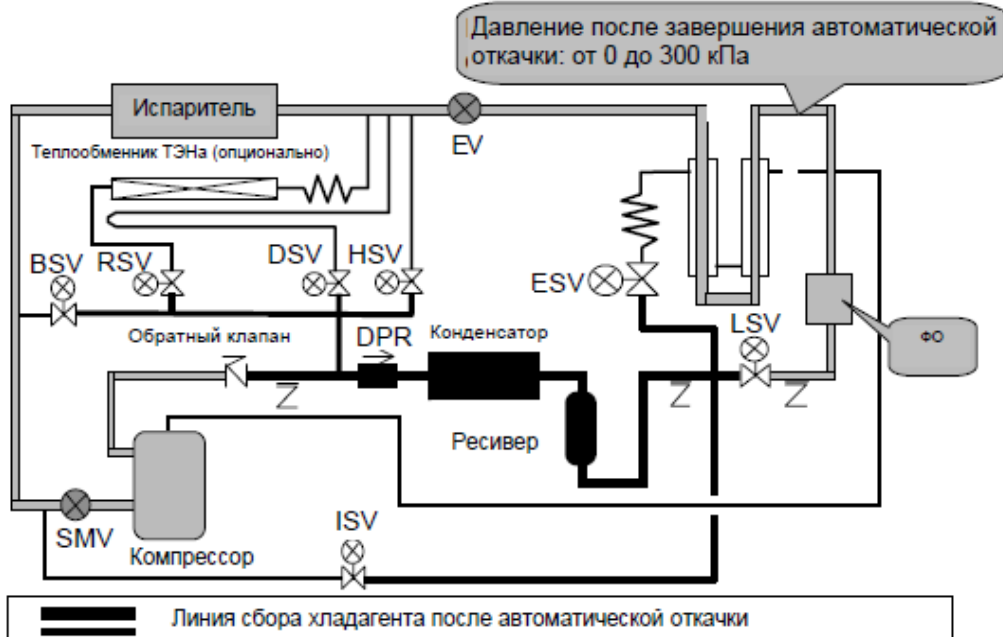 Давление после завершения автоматической
откачки: от 0 до 300 кПа
Испаритель
EV
Теплообменник ТЭНа (опционально)
BSV
RSV
DSV
HSV
ESV
LSV
ФО
Обратный клапан
DPR
Конденсатор
Z
Z
Z
Ресивер
SMV
Компрессор
ISV
Линия сбора хладагента после автоматической откачки